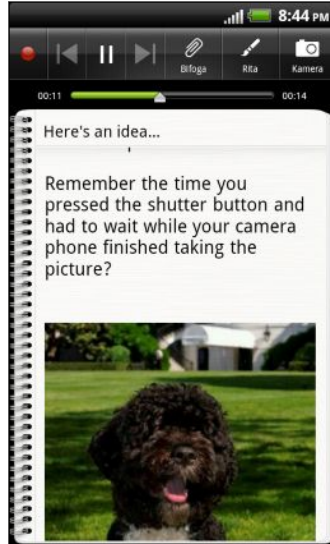 8:44 PM
Bifoga
Rita
Kamera
00:11
00:14
Here's an idea...
Remember the time you
pressed the shutter button and
had to wait while your camera
phone finished taking the
picture?